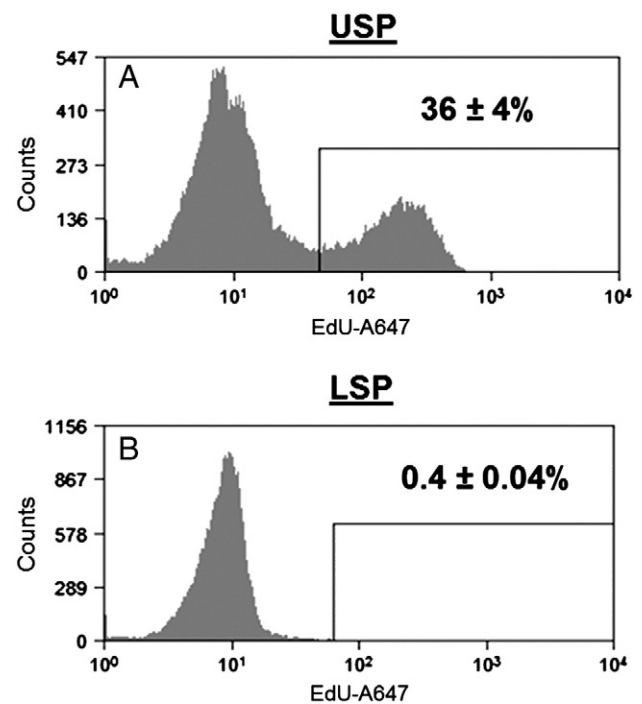 USP
A
547
410
273
136
0
Counts
36 ± 4%
10⁰ 10¹ 10² 10³ 10⁴
EdU-A647
LSP
B
1156
867
578
289
0
Counts
0.4 ± 0.04%
10⁰ 10¹ 10² 10³ 10⁴
EdU-A647